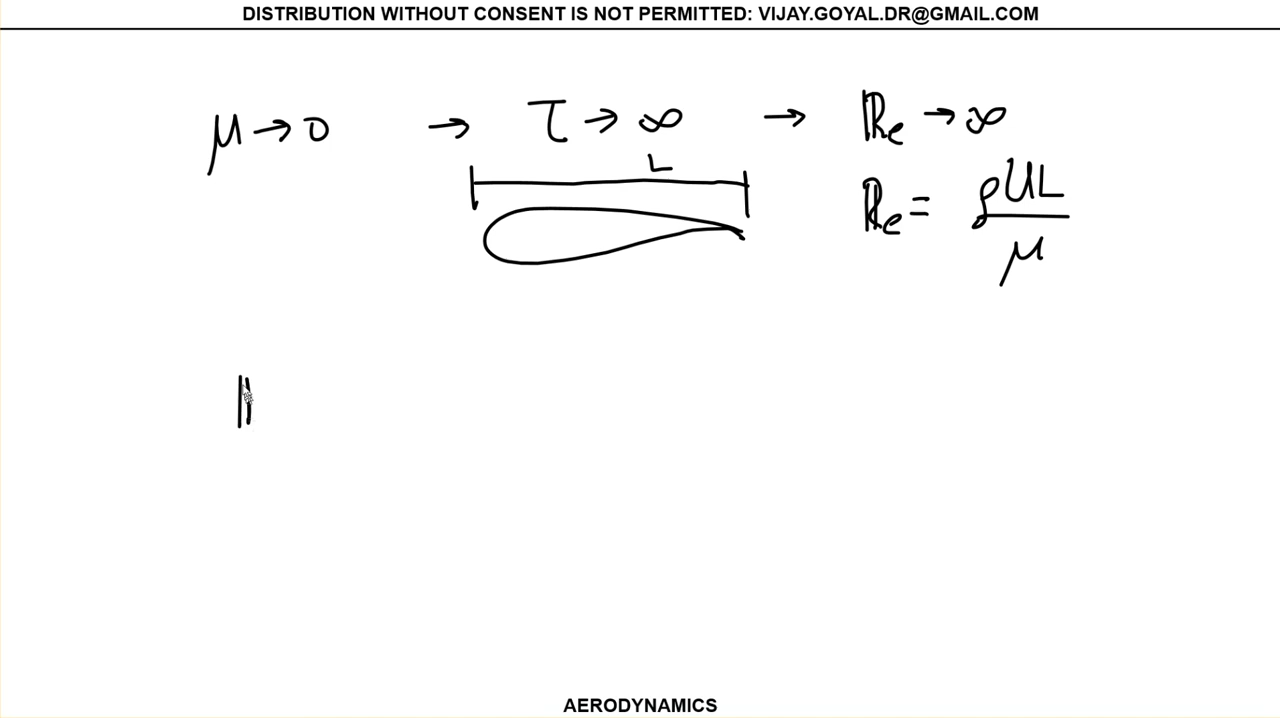 DISTRIBUTION WITHOUT CONSENT IS NOT PERMITTED: VIJAY.GOYAL.DR@GMAIL.COM
μ → 0 → τ → ∞ → ℝe → ∞
L
ℝe = ρUL / μ
AERODYNAMICS